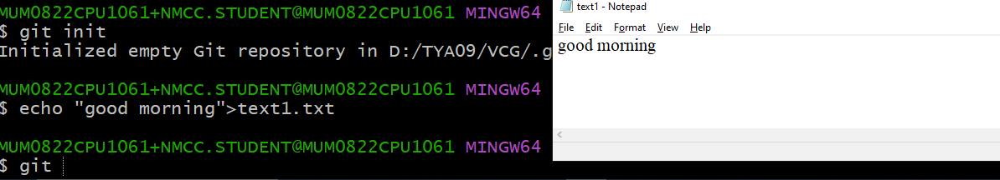 MUM0822CPU1061+NMCC.STUDENT@MUM0822CPU1061 MINGW64
$ git init
Initialized empty Git repository in D:/TYA09/VCG/.g
MUM0822CPU1061+NMCC.STUDENT@MUM0822CPU1061 MINGW64
$ echo "good morning">text1.txt
MUM0822CPU1061+NMCC.STUDENT@MUM0822CPU1061 MINGW64
$ git
text1 - Notepad
File Edit Format View Help
good morning